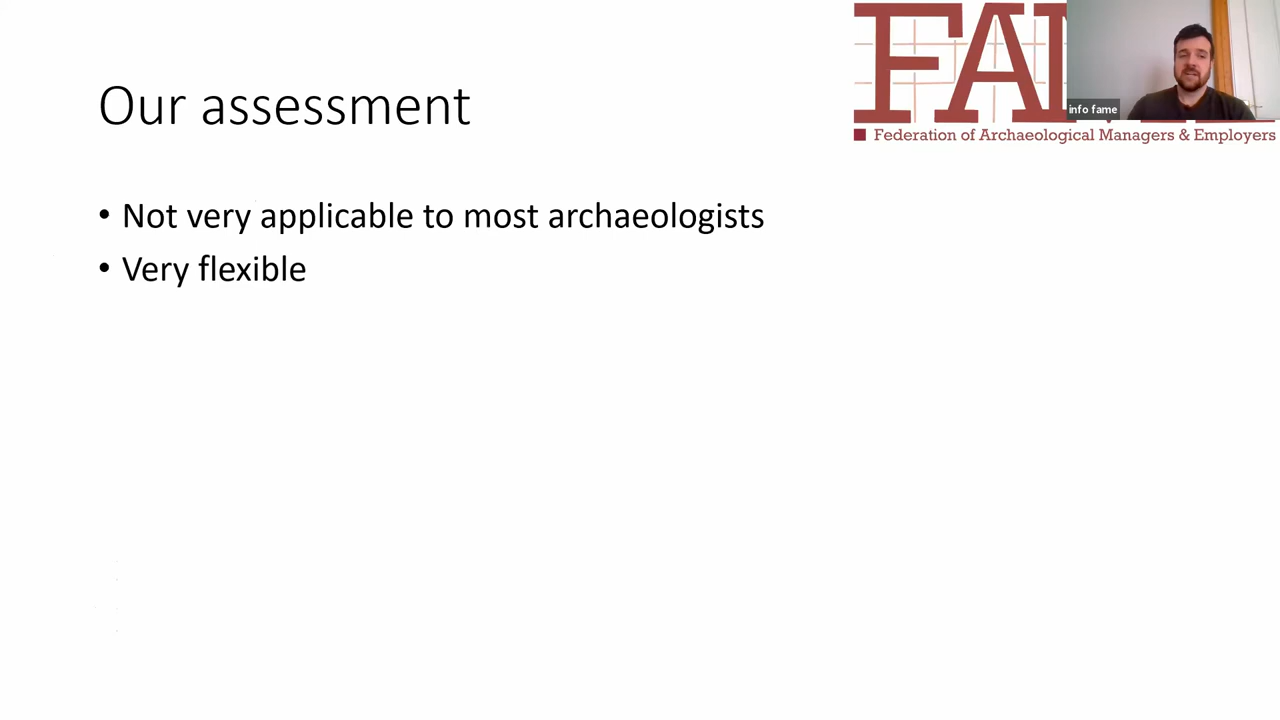 FA
info fame
Federation of Archaeological Managers & Employers
Our assessment
• Not very applicable to most archaeologists
• Very flexible